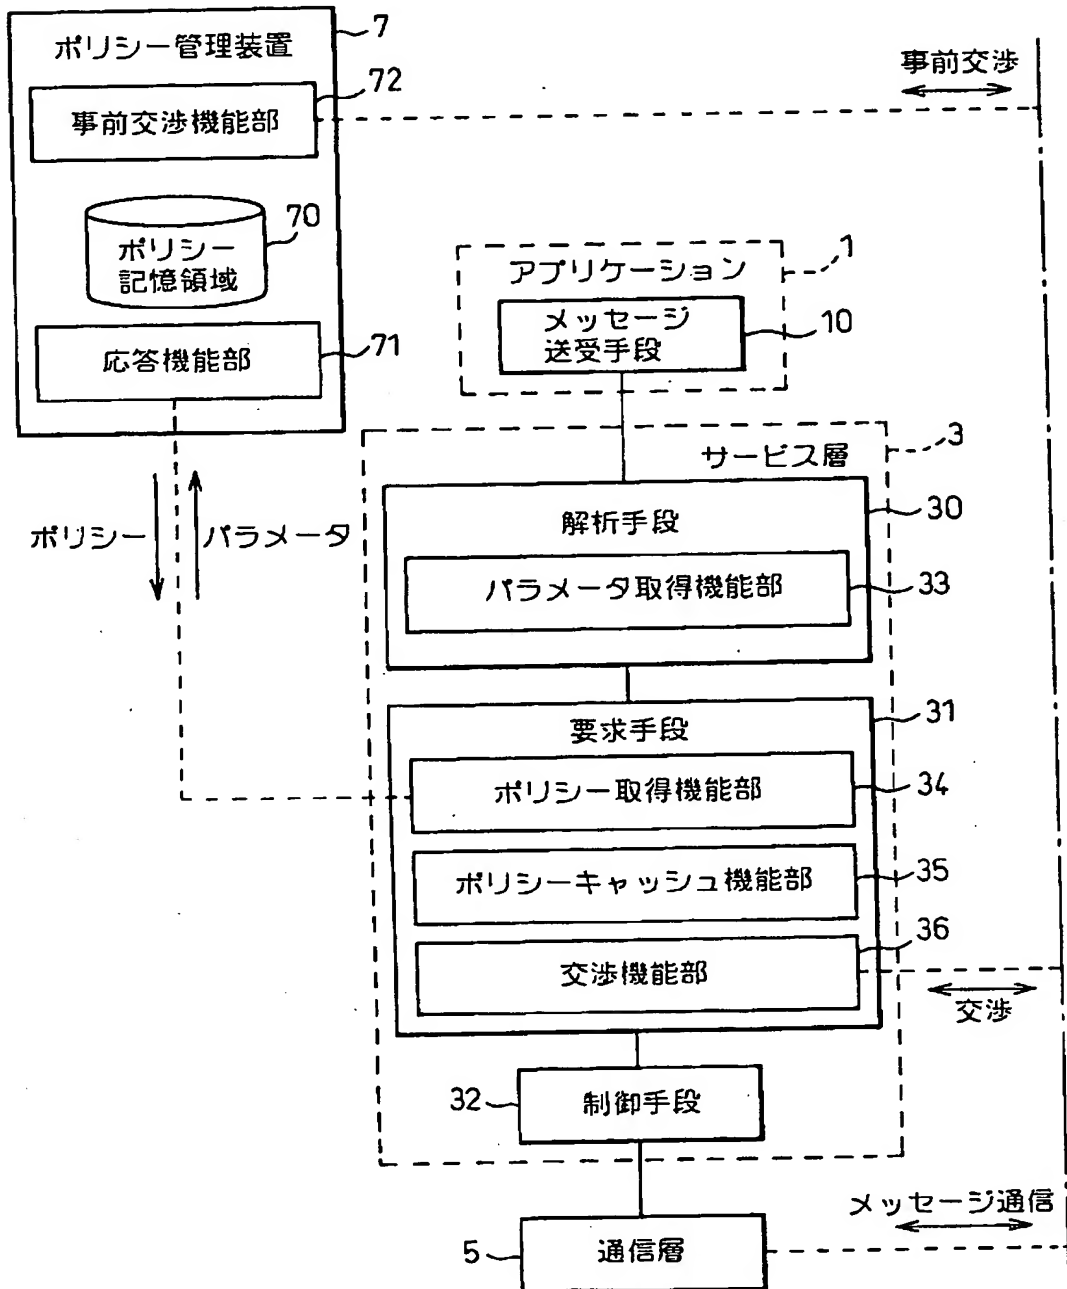 ポリシー管理装置
7
事前交渉機能部
72
事前交渉
ポリシー
記憶領域
70
応答機能部
71
アプリケーション
1
メッセージ
送受手段
10
ポリシー
パラメータ
サービス層
3
解析手段
30
パラメータ取得機能部
33
要求手段
31
ポリシー取得機能部
34
ポリシーキャッシュ機能部
35
交渉機能部
36
交渉
32
制御手段
メッセージ通信
5
通信層